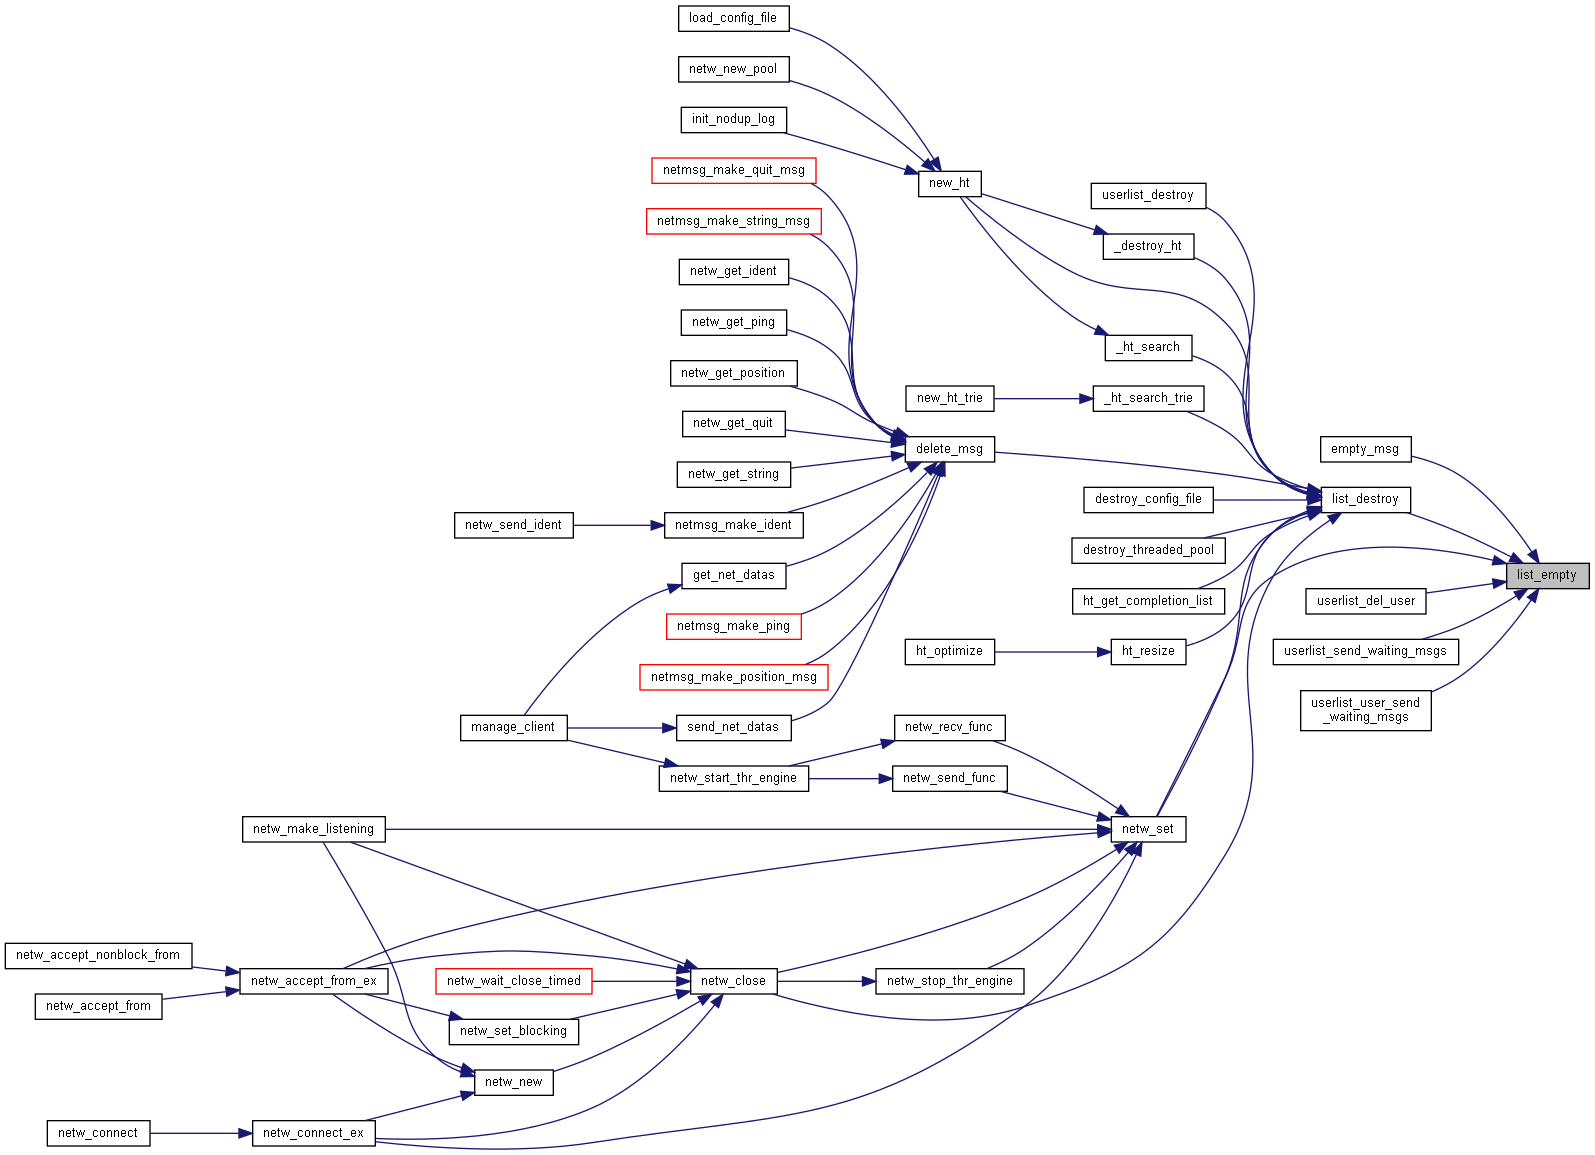 load_config_file
netw_new_pool
init_nodup_log
netmsg_make_quit_msg
new_ht
userlist_destroy
netmsg_make_string_msg
_destroy_ht
netw_get_ident
netw_get_ping
_ht_search
netw_get_position
new_ht_trie
_ht_search_trie
netw_get_quit
delete_msg
empty_msg
netw_get_string
destroy_config_file
list_destroy
netw_send_ident
netmsg_make_ident
destroy_threaded_pool
get_net_datas
list_empty
ht_get_completion_list
userlist_del_user
netmsg_make_ping
ht_optimize
ht_resize
userlist_send_waiting_msgs
netmsg_make_position_msg
userlist_user_send
_waiting_msgs
manage_client
send_net_datas
netw_recv_func
netw_start_thr_engine
netw_send_func
netw_make_listening
netw_set
netw_accept_nonblock_from
netw_accept_from_ex
netw_wait_close_timed
netw_close
netw_stop_thr_engine
netw_accept_from
netw_set_blocking
netw_new
netw_connect
netw_connect_ex